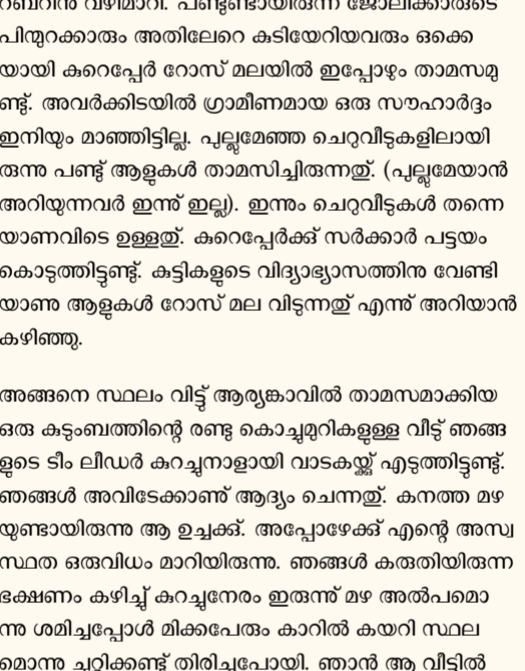 റബറിനു വഴിമാറി. പണ്ടുണ്ടായിരുന്ന ജോലിക്കാരുടെ
പിന്മുറക്കാരും അതിലേറെ കുടിയേറിയവരും ഒക്കെ
യായി കുറെപ്പേർ റോസ് മലയിൽ ഇപ്പോഴും താമസമു
ണ്ടു്. അവർക്കിടയിൽ ഗ്രാമീണമായ ഒരു സൗഹാർദ്ദം
ഇനിയും മാഞ്ഞിട്ടില്ല. പുല്ലുമേഞ്ഞ ചെറുവീടുകളിലായി
രുന്നു പണ്ടു് ആളുകൾ താമസിച്ചിരുന്നതു്. (പുല്ലുമേയാൻ
അറിയുന്നവർ ഇന്നു് ഇല്ല). ഇന്നും ചെറുവീടുകൾ തന്നെ
യാണവിടെ ഉള്ളതു്. കുറെപ്പേർക്കു് സർക്കാർ പട്ടയം
കൊടുത്തിട്ടുണ്ടു്. കുട്ടികളുടെ വിദ്യാഭ്യാസത്തിനു വേണ്ടി
യാണു ആളുകൾ റോസ് മല വിടുന്നതു് എന്നു് അറിയാൻ
കഴിഞ്ഞു.
അങ്ങനെ സ്ഥലം വിട്ടു് ആര്യങ്കാവിൽ താമസമാക്കിയ
ഒരു കുടുംബത്തിന്റെ രണ്ടു കൊച്ചുമുറികളുള്ള വീടു് ഞങ്ങ
ളുടെ ടീം ലീഡർ കുറച്ചുനാളായി വാടകയ്ക്കു് എടുത്തിട്ടുണ്ടു്.
ഞങ്ങൾ അവിടേക്കാണു് ആദ്യം ചെന്നതു്. കനത്ത മഴ
യുണ്ടായിരുന്നു ആ ഉച്ചക്കു്. അപ്പോഴേക്കു് എന്റെ അസ്വ
സ്ഥത ഒരുവിധം മാറിയിരുന്നു. ഞങ്ങൾ കരുതിയിരുന്ന
ഭക്ഷണം കഴിച്ചു് കുറച്ചുനേരം ഇരുന്നു് മഴ അൽപമൊ
ന്നു ശമിച്ചപ്പോൾ മിക്കപേരും കാറിൽ കയറി സ്ഥല
മൊന്നു ചുറ്റിക്കണ്ടു് തിരിച്ചുപോയി. ഞാൻ ആ വീട്ടിൽ